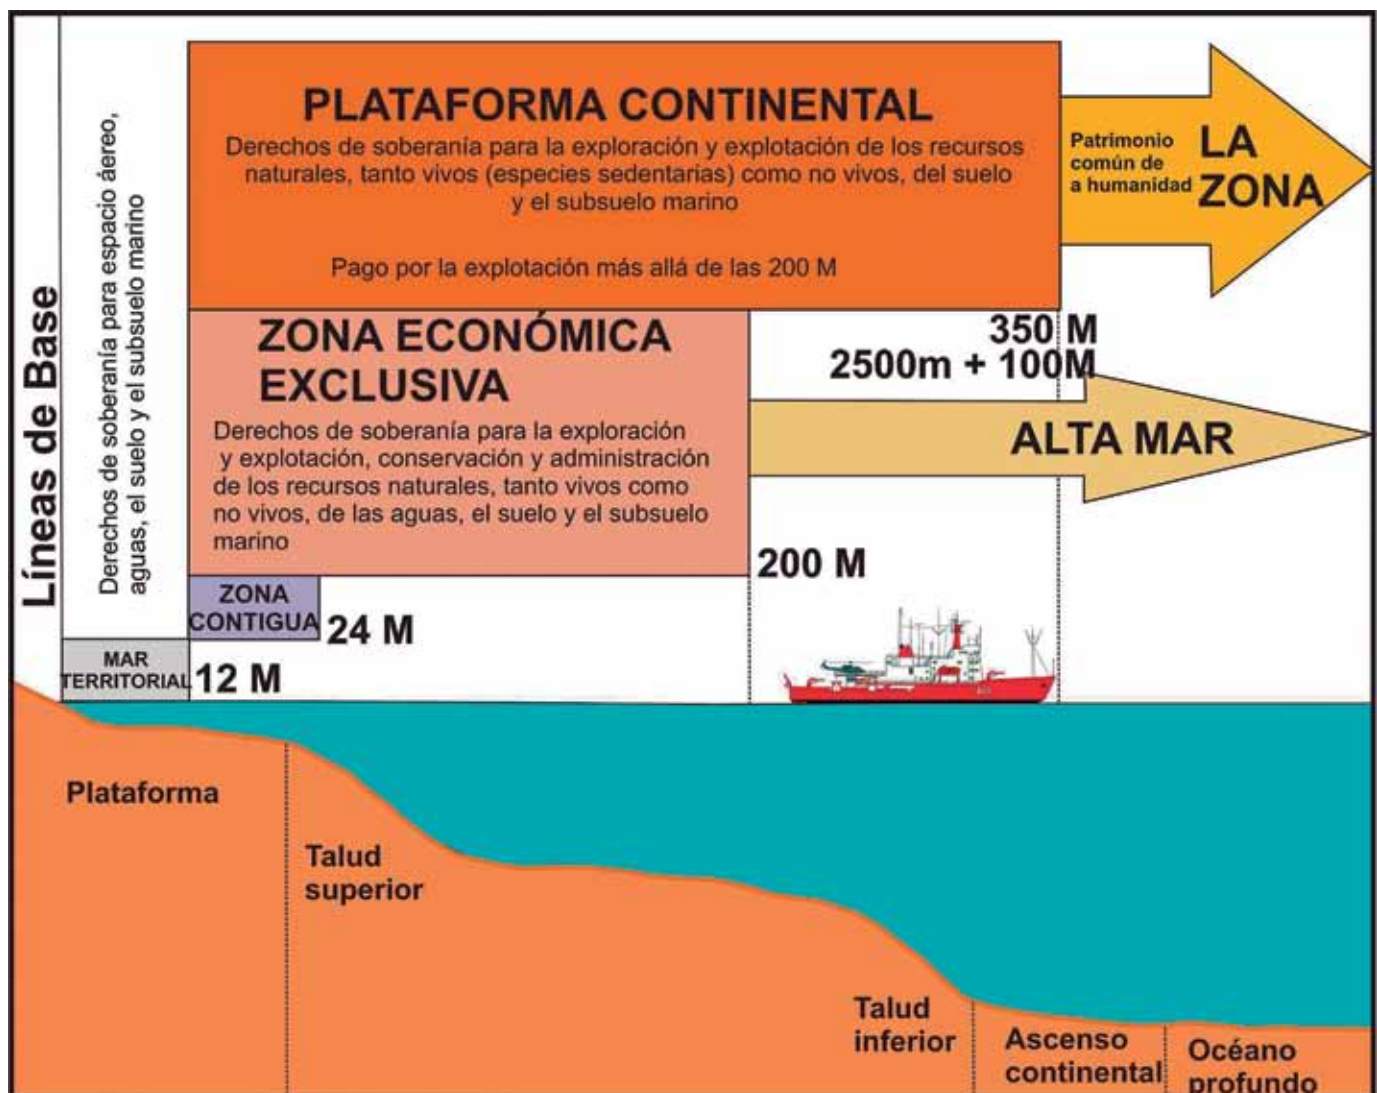 Líneas de Base
Derechos de soberanía para espacio áereo,
aguas, el suelo y el subsuelo marino
PLATAFORMA CONTINENTAL
Derechos de soberanía para la exploración y explotación de los recursos
naturales, tanto vivos (especies sedentarias) como no vivos, del suelo
y el subsuelo marino
Pago por la explotación más allá de las 200 M
Patrimonio
común de
a humanidad
LA
ZONA
ZONA ECONÓMICA
EXCLUSIVA
Derechos de soberanía para la exploración
y explotación, conservación y administración
de los recursos naturales, tanto vivos como
no vivos, de las aguas, el suelo y el subsuelo
marino
350 M
2500m + 100M
ALTA MAR
200 M
ZONA
CONTIGUA
24 M
MAR
TERRITORIAL
12 M
Plataforma
Talud
superior
Talud
inferior
Ascenso
continental
Océano
profundo